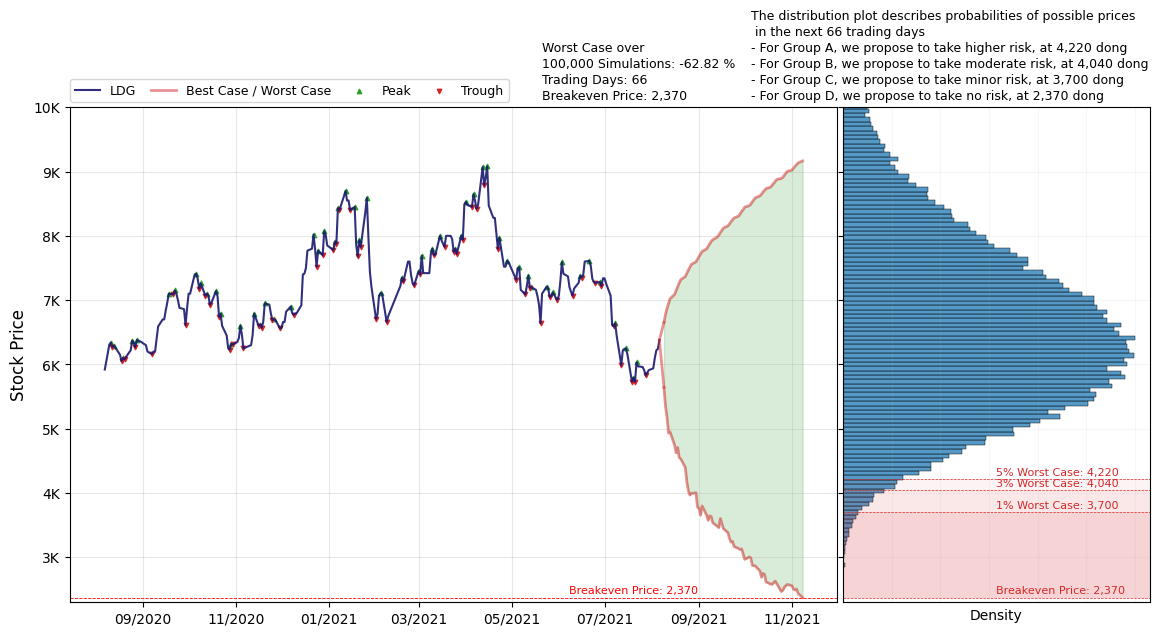 The distribution plot describes probabilities of possible prices
in the next 66 trading days
- For Group A, we propose to take higher risk, at 4,220 dong
- For Group B, we propose to take moderate risk, at 4,040 dong
- For Group C, we propose to take minor risk, at 3,700 dong
- For Group D, we propose to take no risk, at 2,370 dong
Worst Case over
100,000 Simulations: -62.82 %
Trading Days: 66
Breakeven Price: 2,370
LDG
Best Case / Worst Case
Peak
Trough
Stock Price
10K
9K
8K
7K
6K
5K
4K
3K
Breakeven Price: 2,370
09/2020
11/2020
01/2021
03/2021
05/2021
07/2021
09/2021
11/2021
5% Worst Case: 4,220
3% Worst Case: 4,040
1% Worst Case: 3,700
Breakeven Price: 2,370
Density